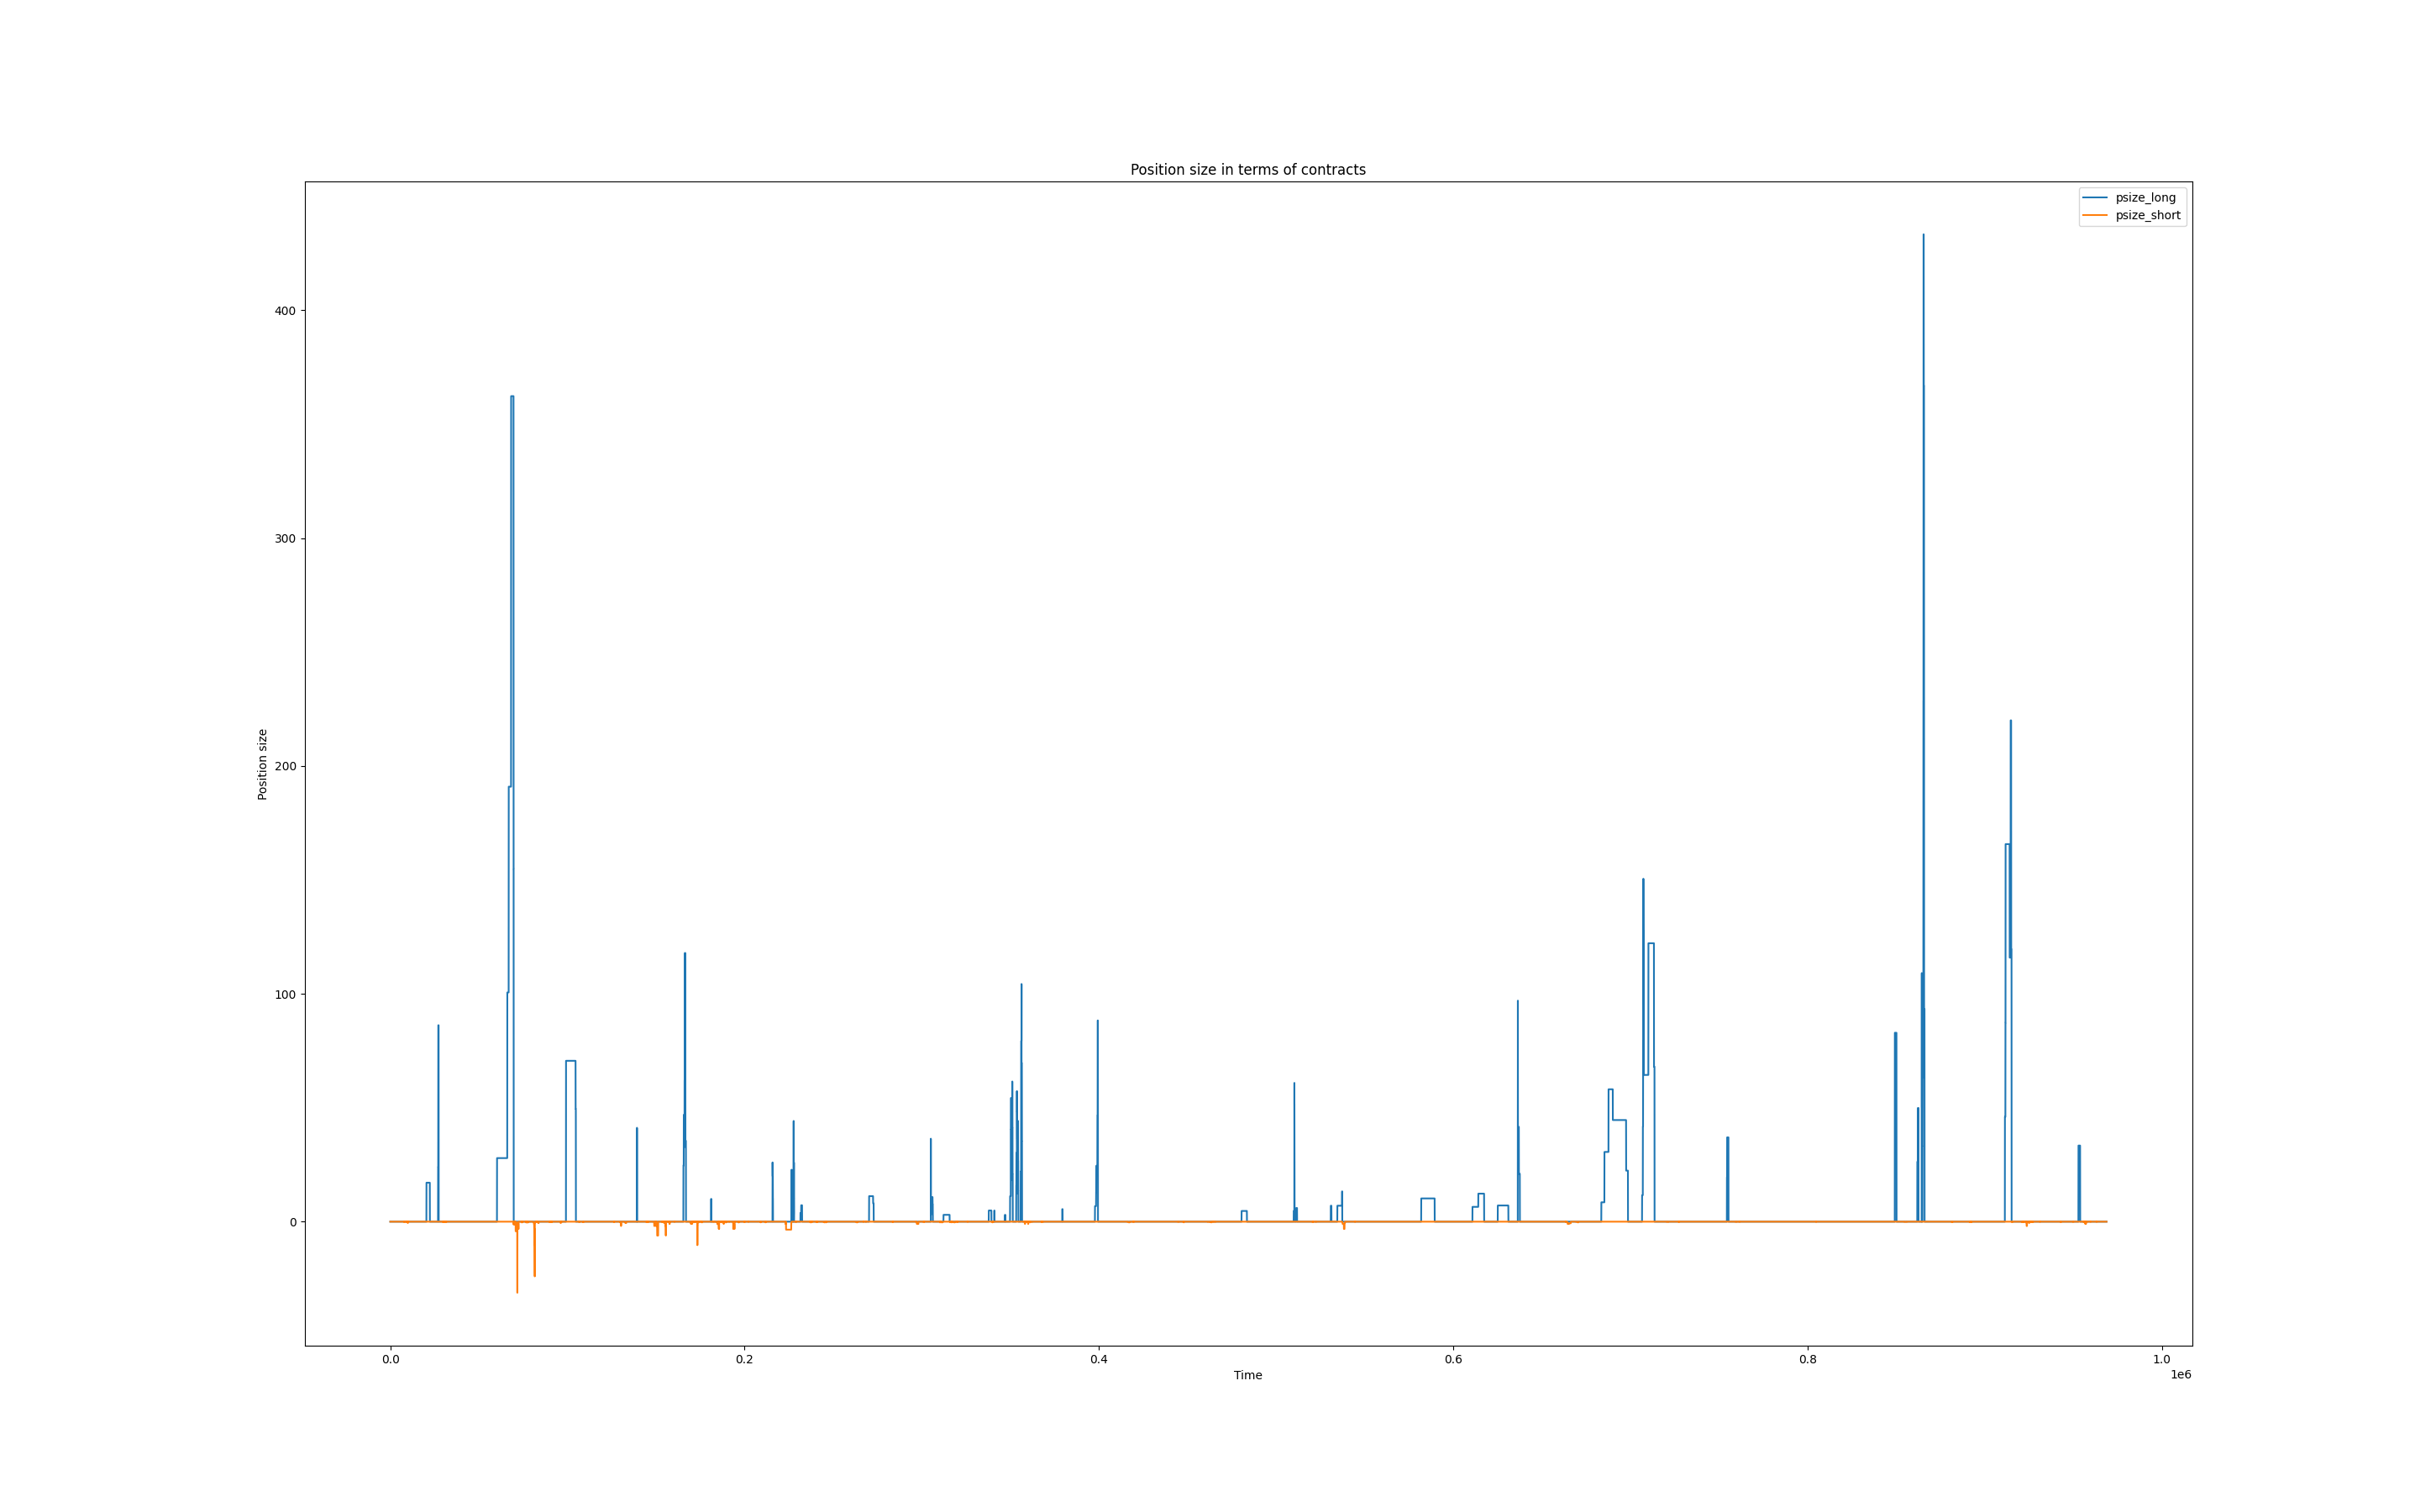 Position size in terms of contracts
psize_long
psize_short
400
300
200
100
0
Position size
0.0
0.2
0.4
0.6
0.8
1.0
Time
1e6